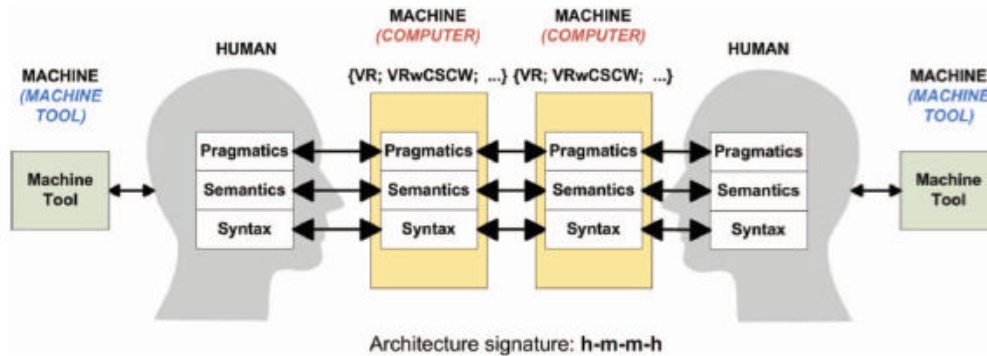 MACHINE
(COMPUTER)
MACHINE
(COMPUTER)
HUMAN
HUMAN
{VR; VRwCSCW; ...} {VR; VRwCSCW; ...}
MACHINE
(MACHINE
TOOL)
MACHINE
(MACHINE
TOOL)
Machine
Tool
Pragmatics
Semantics
Syntax
Pragmatics
Semantics
Syntax
Pragmatics
Semantics
Syntax
Pragmatics
Semantics
Syntax
Machine
Tool
Architecture signature: h-m-m-h